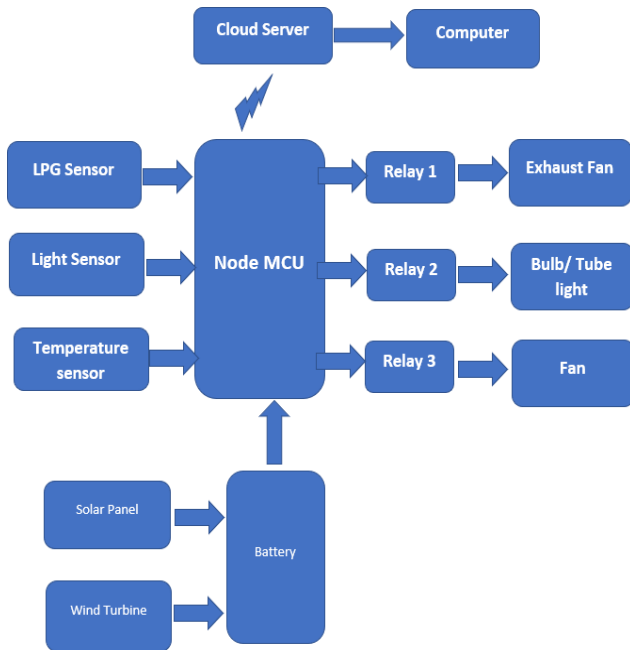 Cloud Server
Computer
LPG Sensor
Relay 1
Exhaust Fan
Light Sensor
Node MCU
Relay 2
Bulb/ Tube
light
Temperature
sensor
Relay 3
Fan
Solar Panel
Battery
Wind Turbine